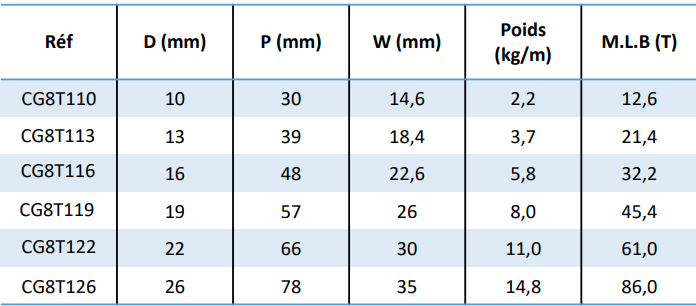 Réf D (mm) P (mm) W (mm) Poids (kg/m) M.L.B (T)
CG8T110 10 30 14,6 2,2 12,6
CG8T113 13 39 18,4 3,7 21,4
CG8T116 16 48 22,6 5,8 32,2
CG8T119 19 57 26 8,0 45,4
CG8T122 22 66 30 11,0 61,0
CG8T126 26 78 35 14,8 86,0